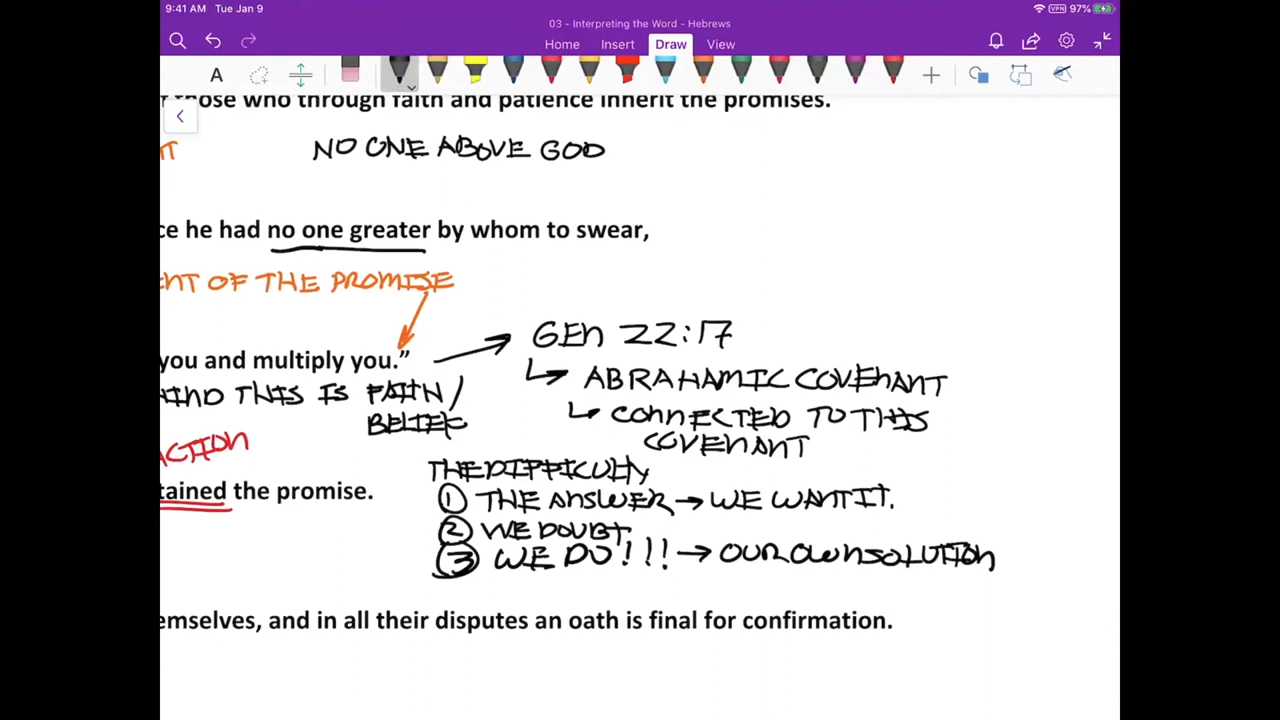 9:41 AM Tue Jan 9
VPN 97%
03 - Interpreting the Word - Hebrews
Home Insert Draw View
A
those who through faith and patience inherit the promises.
NO ONE ABOVE GOD
ce he had no one greater by whom to swear,
ENT OF THE PROMISE
GEN 22:17
you and multiply you.”
ABRAHAMIC COVENANT
HIND THIS IS FAITH/
BELIEF
CONNECTED TO THIS
COVENANT
ACTION
THE DIFFICULTY
tained the promise.
① THE ANSWER → WE WANT IT.
② WE DOUBT
③ WE DO!!! → OUR OWN SOLUTION
emselves, and in all their disputes an oath is final for confirmation.